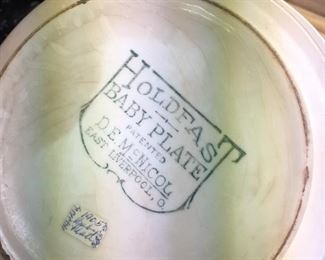 HOLDFAST
BABY PLATE
PATENTED
D. E. McNICOL
EAST LIVERPOOL, O.